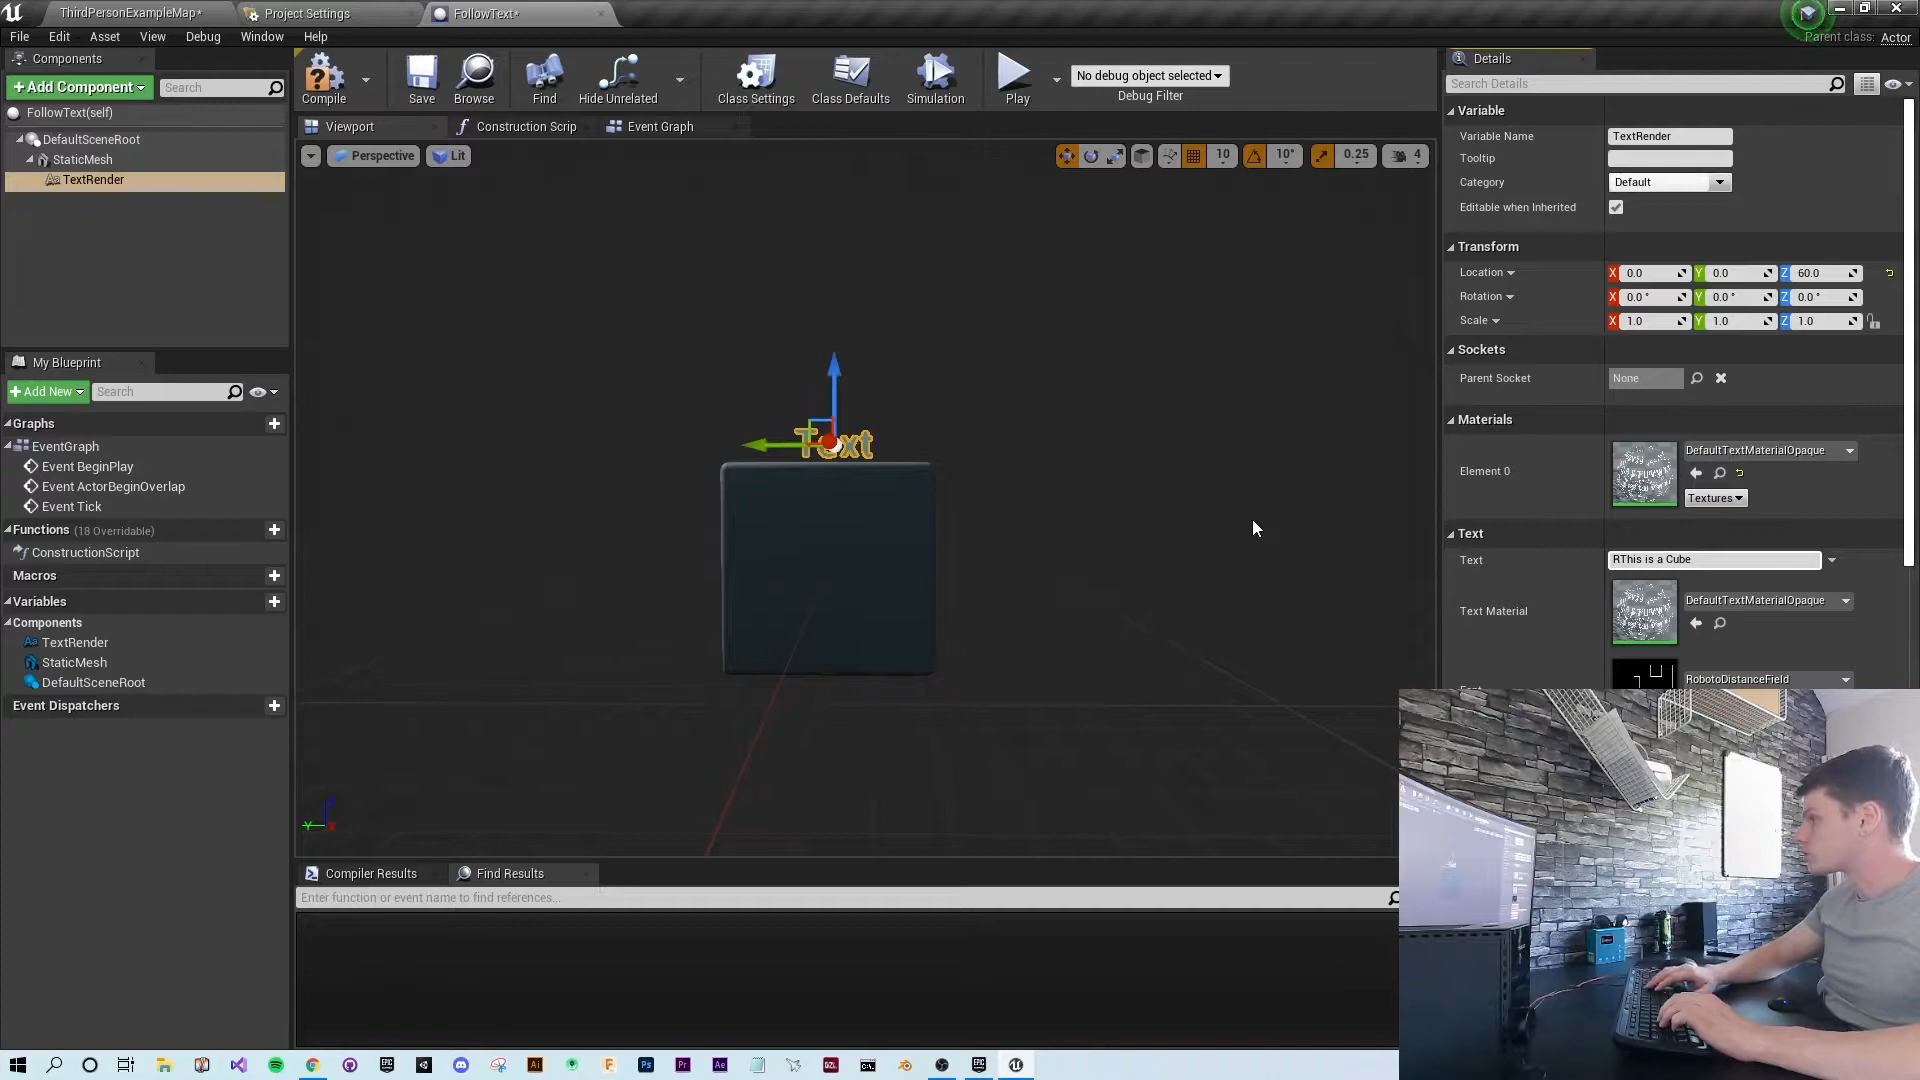 ThirdPersonExampleMap*
Project Settings
FollowText*
File Edit Asset View Debug Window Help
Parent class: Actor
Components
+Add Component
Search
FollowText(self)
DefaultSceneRoot
StaticMesh
TextRender
Compile
Save
Browse
Find
Hide Unrelated
Class Settings
Class Defaults
Simulation
Play
No debug object selected
Debug Filter
Viewport
Construction Scrip
Event Graph
Perspective
Lit
10
10°
0.25
4
Text
My Blueprint
+Add New
Search
Graphs
EventGraph
Event BeginPlay
Event ActorBeginOverlap
Event Tick
Functions (18 Overridable)
ConstructionScript
Macros
Variables
Components
TextRender
StaticMesh
DefaultSceneRoot
Event Dispatchers
Compiler Results
Find Results
Enter function or event name to find references...
Details
Search Details
Variable
Variable Name TextRender
Tooltip
Category Default
Editable when Inherited
Transform
Location X 0.0 Y 0.0 Z 60.0
Rotation X 0.0° Y 0.0° Z 0.0°
Scale X 1.0 Y 1.0 Z 1.0
Sockets
Parent Socket None
Materials
Element 0
DefaultTextMaterialOpaque
Textures
Text
Text RThis is a Cube
Text Material
DefaultTextMaterialOpaque
RobotoDistanceField